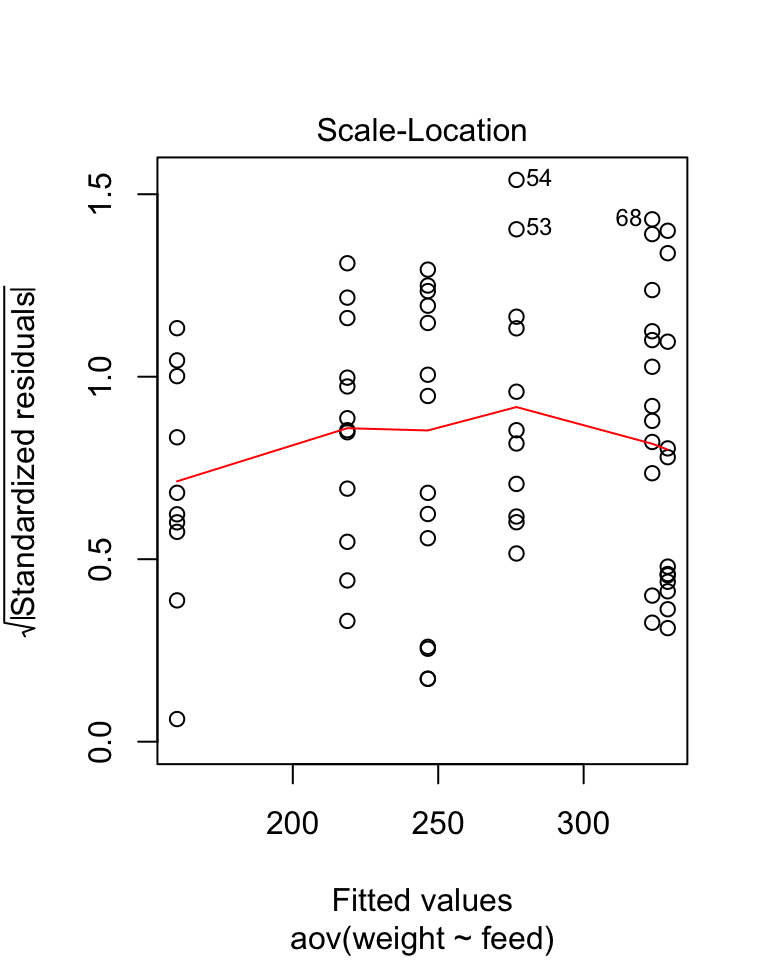 Scale-Location
√|Standardized residuals|
1.5
1.0
0.5
0.0
54
53
68
200 250 300
Fitted values
aov(weight ~ feed)